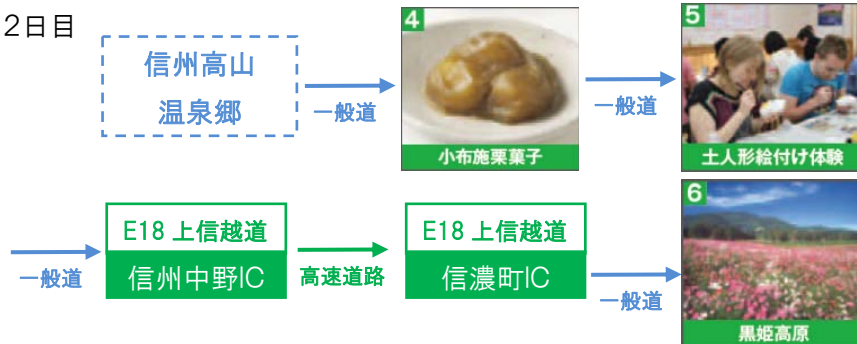 2日目
信州高山
温泉郷
一般道
4
小布施栗菓子
一般道
5
土人形絵付け体験
一般道
E18 上信越道
信州中野IC
高速道路
E18 上信越道
信濃町IC
一般道
6
黒姫高原